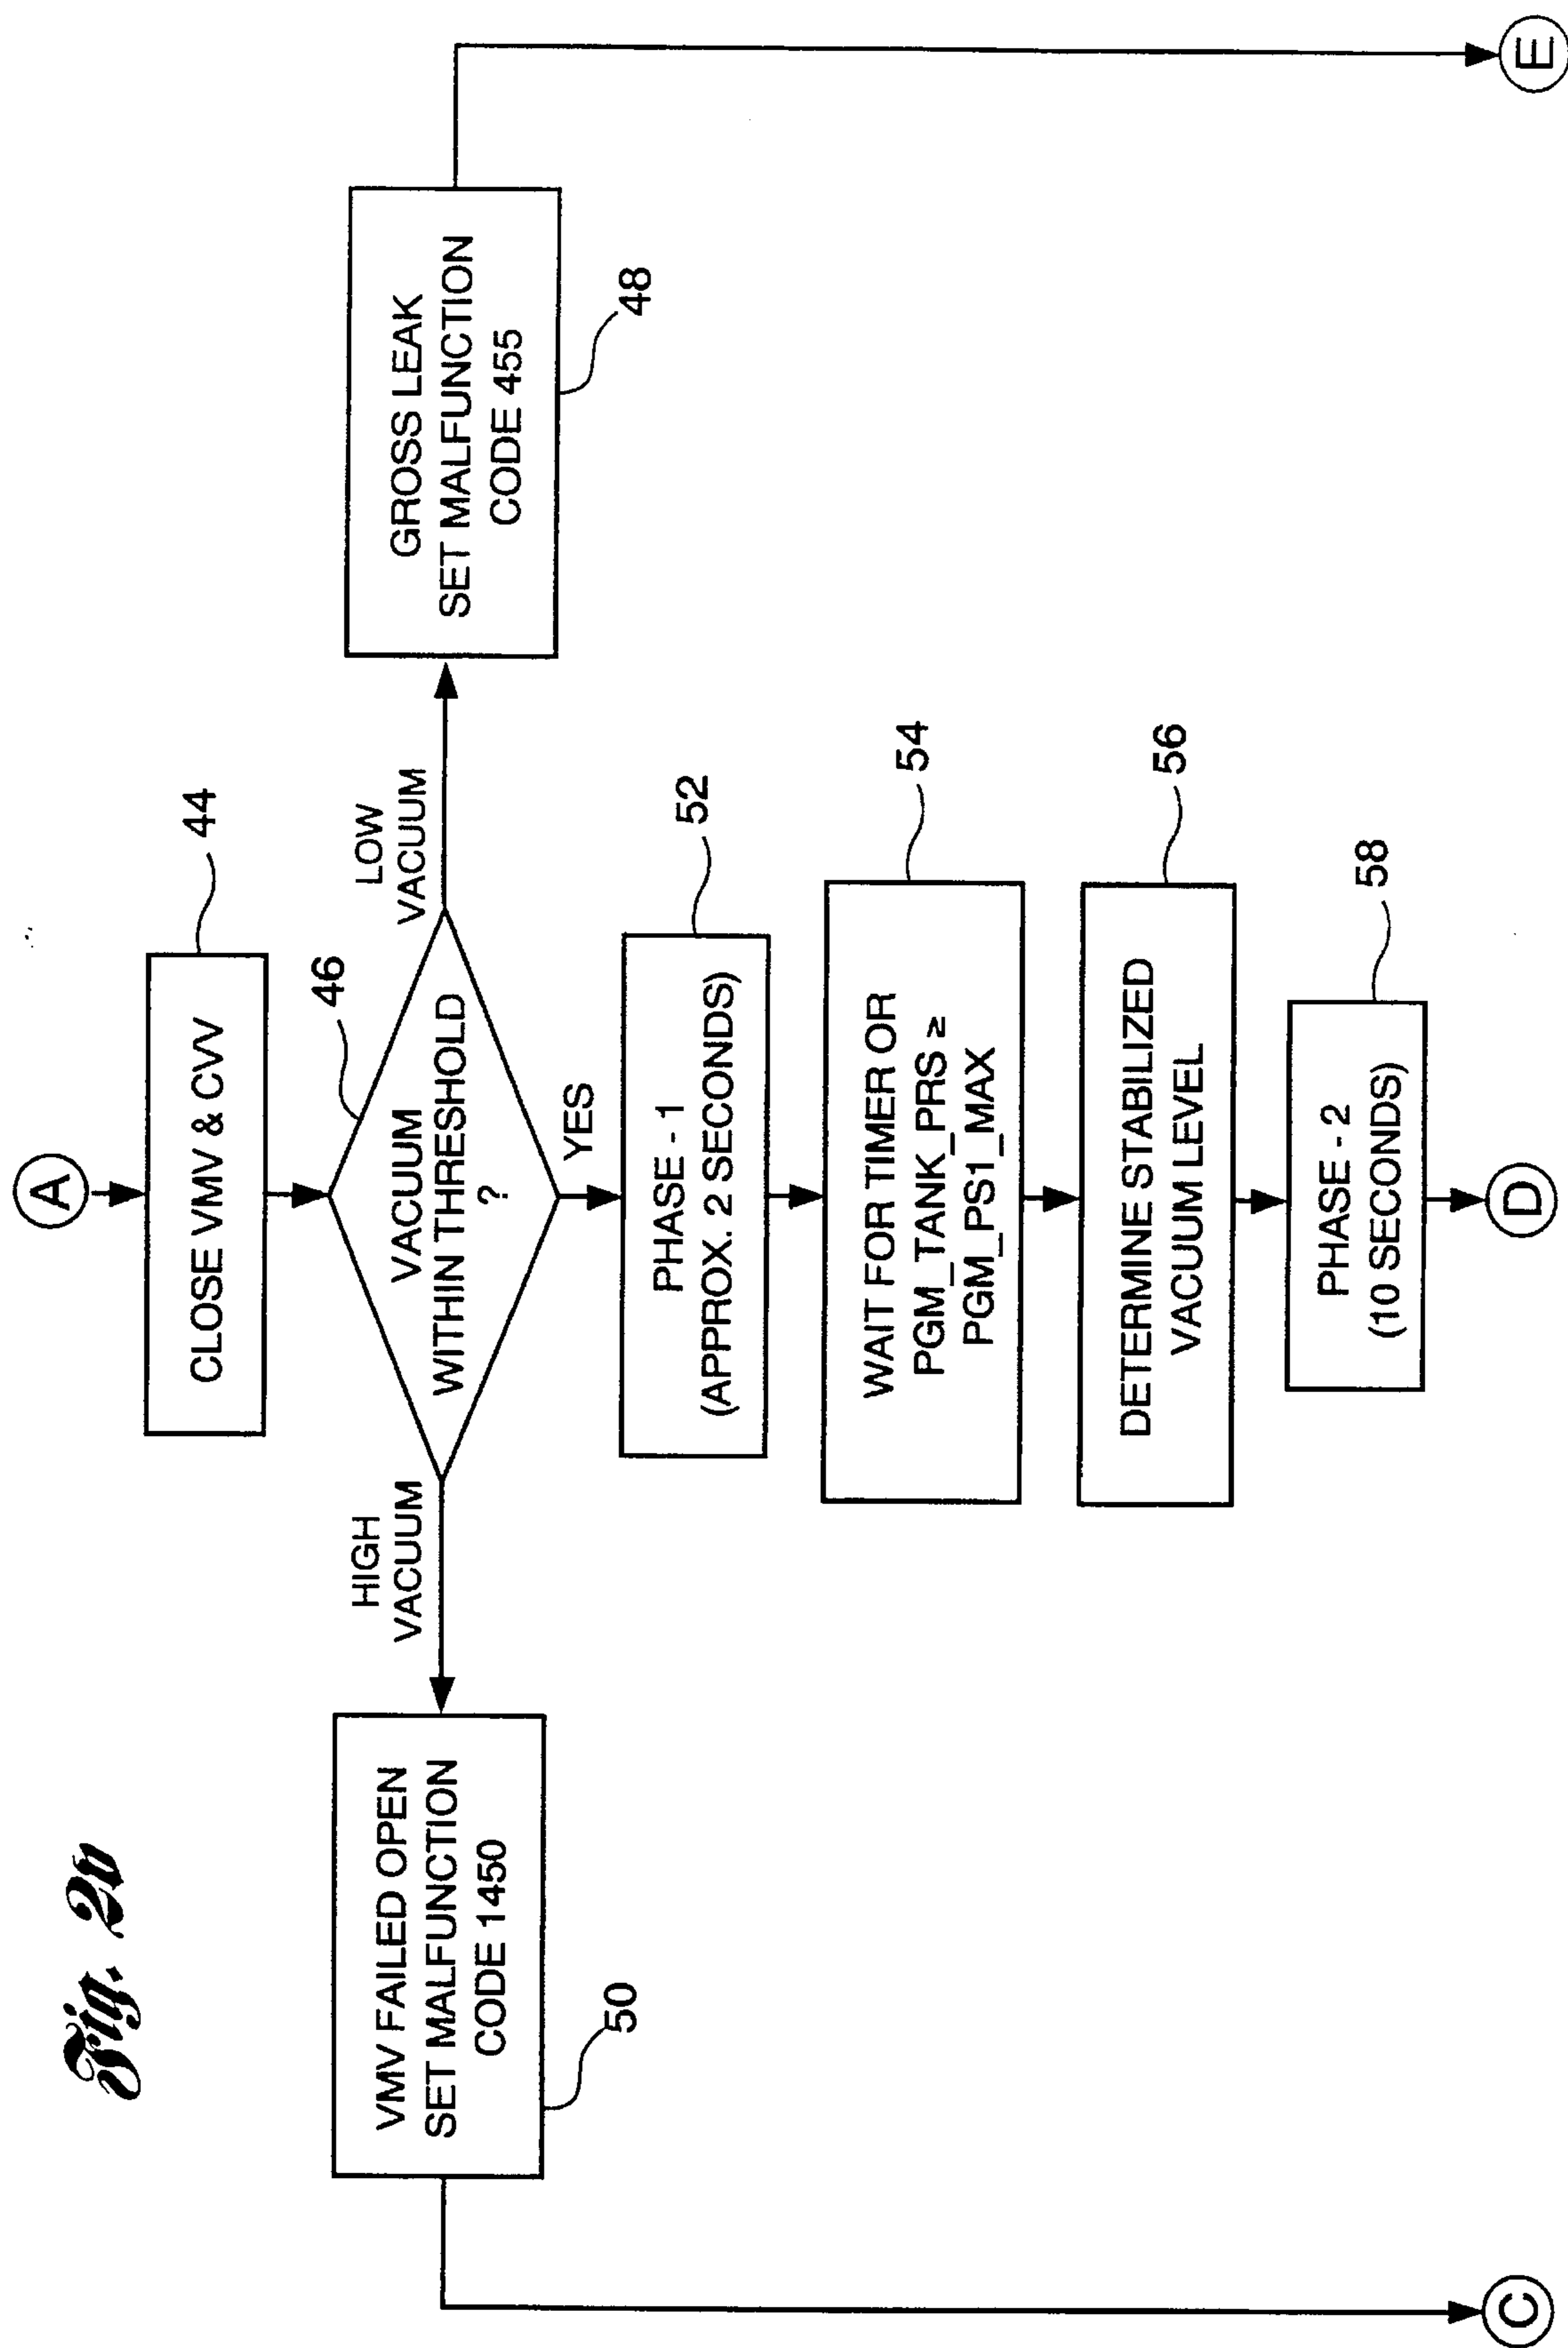 Fig. 2b
A
CLOSE VMV & CVV
44
VACUUM
WITHIN THRESHOLD
?
46
HIGH
VACUUM
LOW
VACUUM
YES
VMV FAILED OPEN
SET MALFUNCTION
CODE 1450
50
GROSS LEAK
SET MALFUNCTION
CODE 455
48
PHASE - 1
(APPROX. 2 SECONDS)
52
WAIT FOR TIMER OR
PGM_TANK_PRS ≥
PGM_PS1_MAX
54
DETERMINE STABILIZED
VACUUM LEVEL
56
PHASE - 2
(10 SECONDS)
58
C
D
E